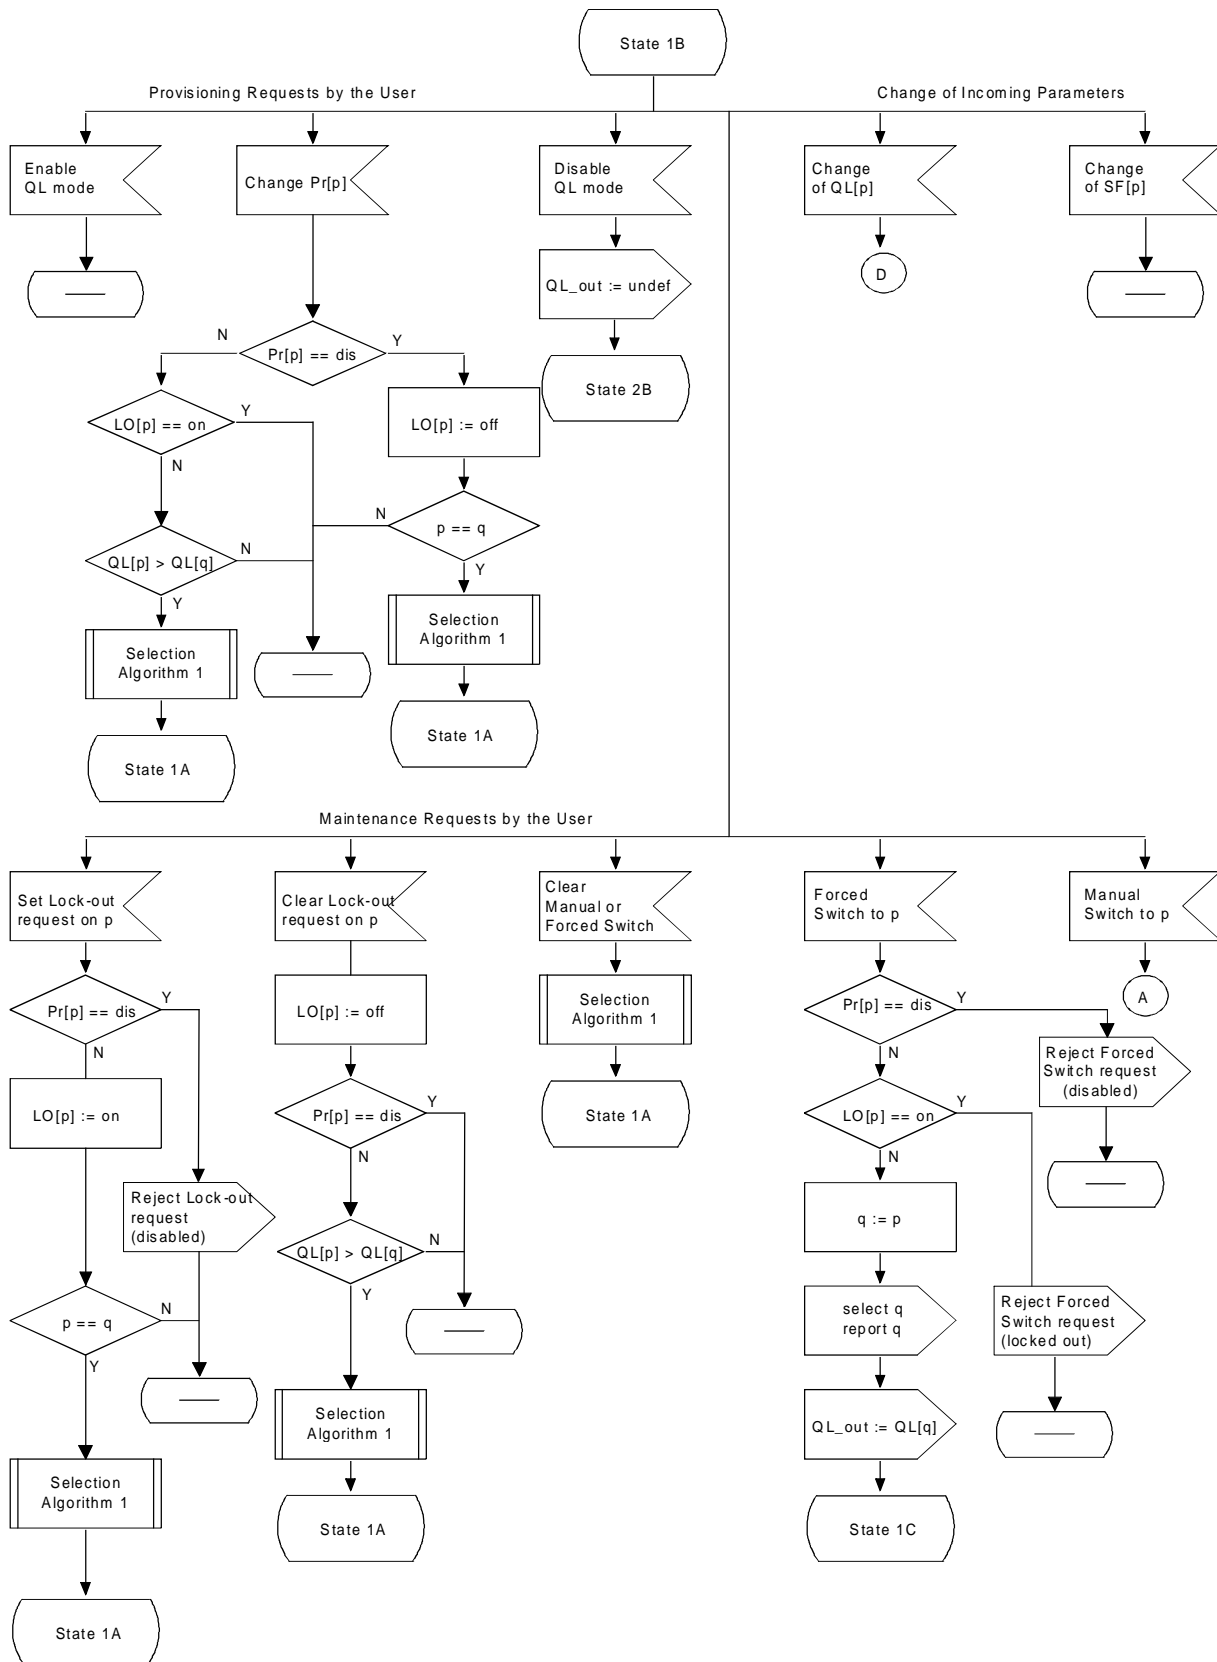 State 1B
Provisioning Requests by the User
Change of Incoming Parameters
Enable
QL mode
Change Pr[p]
Disable
QL mode
Change
of QL[p]
Change
of SF[p]
QL_out := undef
D
N
Pr[p] == dis
Y
State 2B
LO[p] == on
Y
LO[p] := off
N
N
p == q
QL[p] > QL[q]
N
Y
Y
Selection
Algorithm 1
Selection
Algorithm 1
State 1A
State 1A
Maintenance Requests by the User
Set Lock-out
request on p
Clear Lock-out
request on p
Clear
Manual or
Forced Switch
Forced
Switch to p
Manual
Switch to p
Pr[p] == dis
Y
N
LO[p] := off
Selection
Algorithm 1
Pr[p] == dis
Y
N
A
Reject Forced
Switch request
(disabled)
LO[p] := on
Pr[p] == dis
Y
N
State 1A
LO[p] == on
Y
N
Reject Lock-out
request
(disabled)
q := p
QL[p] > QL[q]
N
Y
p == q
N
Y
select q
report q
Reject Forced
Switch request
(locked out)
Selection
Algorithm 1
QL_out := QL[q]
Selection
Algorithm 1
State 1A
State 1C
State 1A